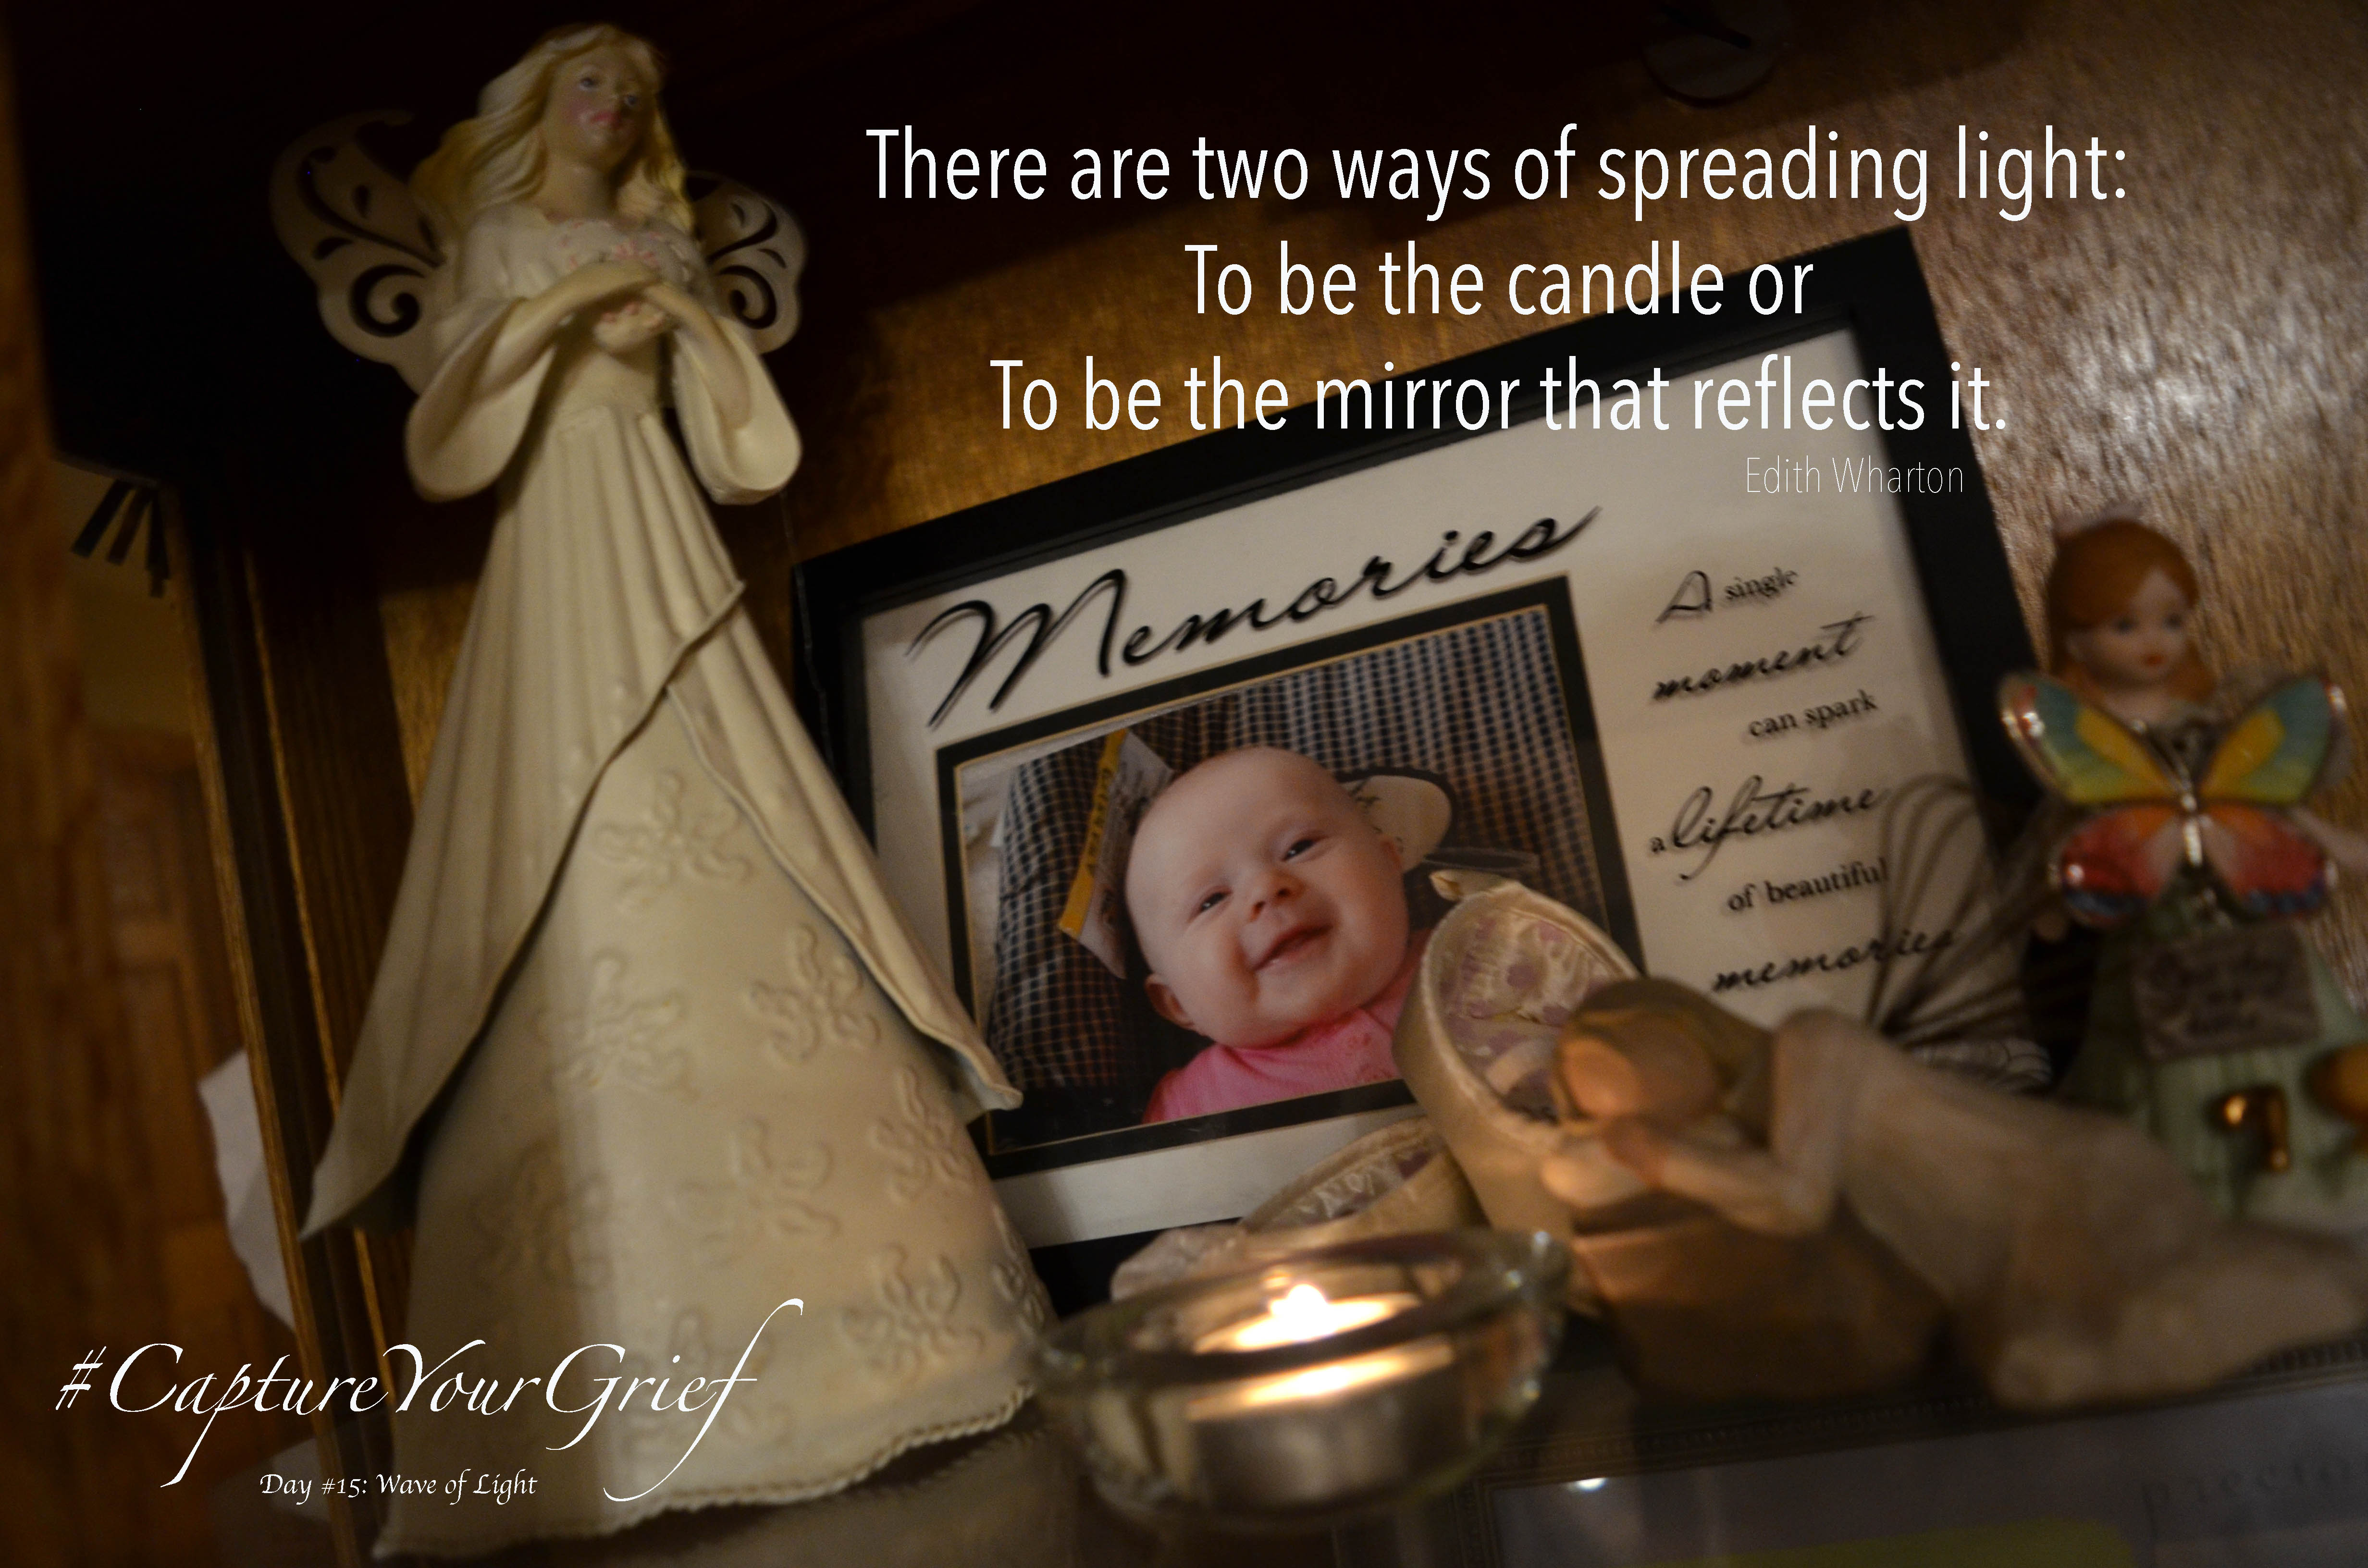 There are two ways of spreading light:
To be the candle or
To be the mirror that reflects it.
Edith Wharton
Memories
A single
moment
can spark
a lifetime
of beautiful
memories
#CaptureYourGrief
Day #15: Wave of Light